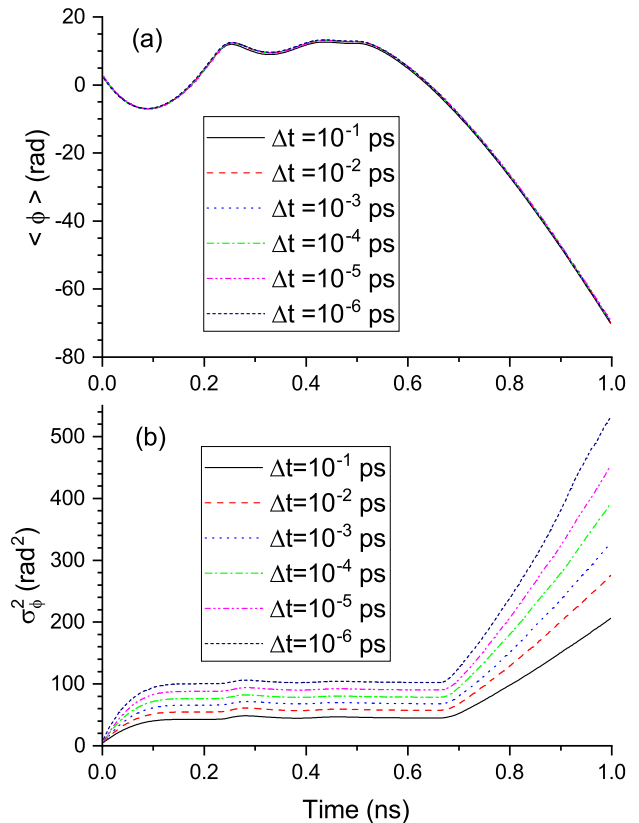 20
(a)
0
-20
-40
-60
-80
< ϕ > (rad)
Δt =10⁻¹ ps
Δt =10⁻² ps
Δt =10⁻³ ps
Δt =10⁻⁴ ps
Δt =10⁻⁵ ps
Δt =10⁻⁶ ps
0.0 0.2 0.4 0.6 0.8 1.0
(b)
500
400
300
200
100
0
σ²ϕ (rad²)
Δt=10⁻¹ ps
Δt=10⁻² ps
Δt=10⁻³ ps
Δt=10⁻⁴ ps
Δt=10⁻⁵ ps
Δt=10⁻⁶ ps
0.0 0.2 0.4 0.6 0.8 1.0
Time (ns)